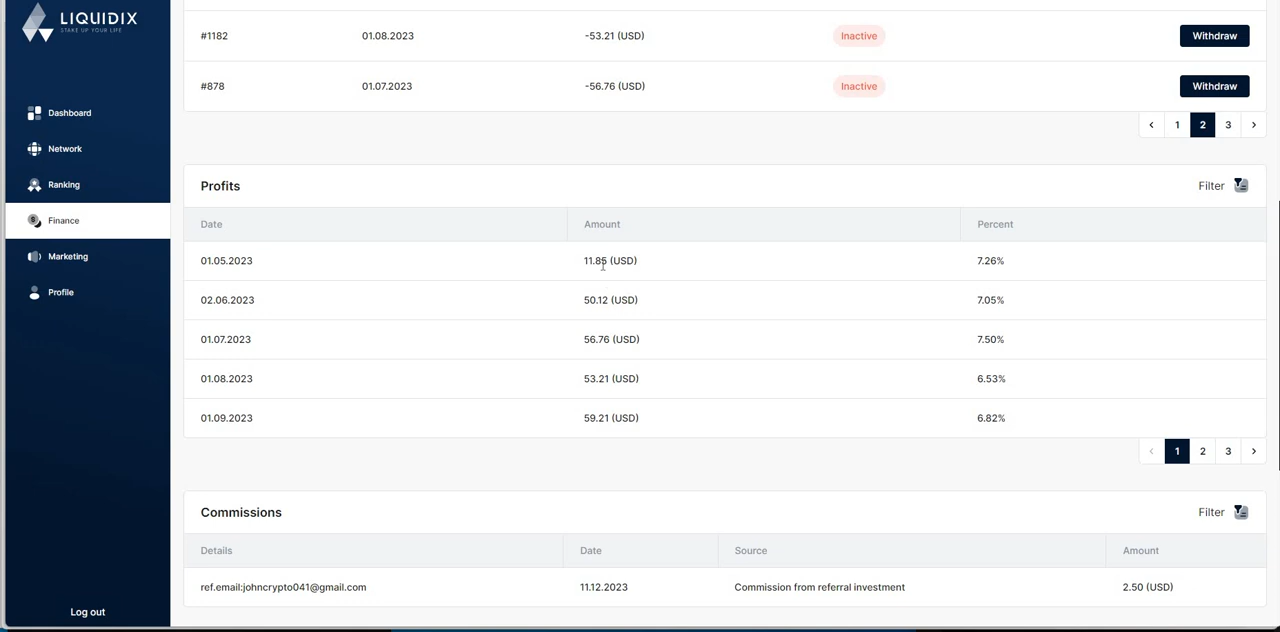 LIQUIDIX
STAKE UP YOUR LIFE
Dashboard
Network
Ranking
Finance
Marketing
Profile
Log out
#1182 01.08.2023 -53.21 (USD) Inactive Withdraw
#878 01.07.2023 -56.76 (USD) Inactive Withdraw
< 1 2 3 >
Profits Filter
Date Amount Percent
01.05.2023 11.85 (USD) 7.26%
02.06.2023 50.12 (USD) 7.05%
01.07.2023 56.76 (USD) 7.50%
01.08.2023 53.21 (USD) 6.53%
01.09.2023 59.21 (USD) 6.82%
< 1 2 3 >
Commissions Filter
Details Date Source Amount
ref.email:johncrypto041@gmail.com 11.12.2023 Commission from referral investment 2.50 (USD)